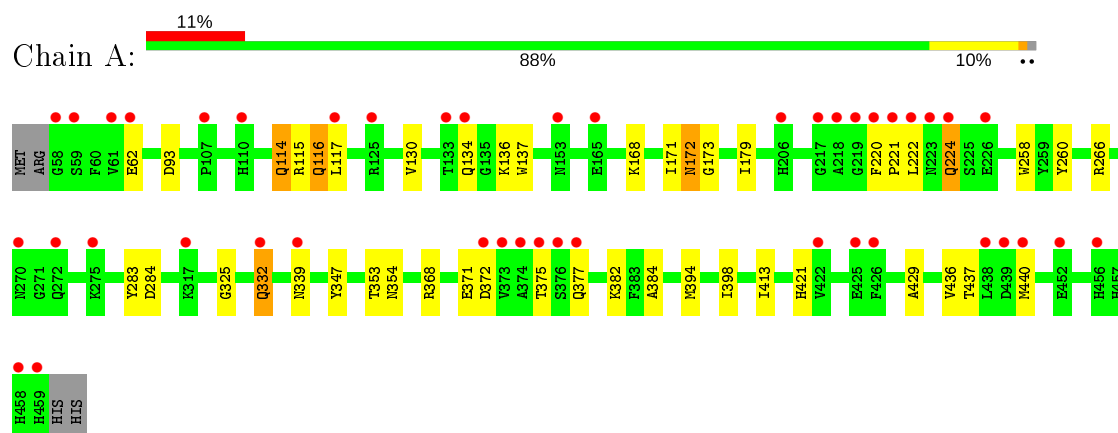 11%
Chain A:
88% 10% ••
MET ARG G58 S59 F60 V61 E62 D93 P107 H110 Q114 R115 Q116 L117 R125 V130 T133 Q134 G135 K136 W137 N153 E165 K168 I171 N172 G173 I179 H206 G217 A218 G219 F220 P221 L222 N223 Q224 S225 E226 W258 Y259 Y260 R266
N270 G271 Q272 K275 Y283 D284 K317 G325 Q332 N339 Y347 T353 N354 R368 E371 D372 V373 A374 T375 S376 Q377 K382 F383 A384 M394 I398 I413 H421 V422 E425 F426 A429 V436 T437 L438 D439 M440 E452 H456 H457
H458 H459 HIS HIS